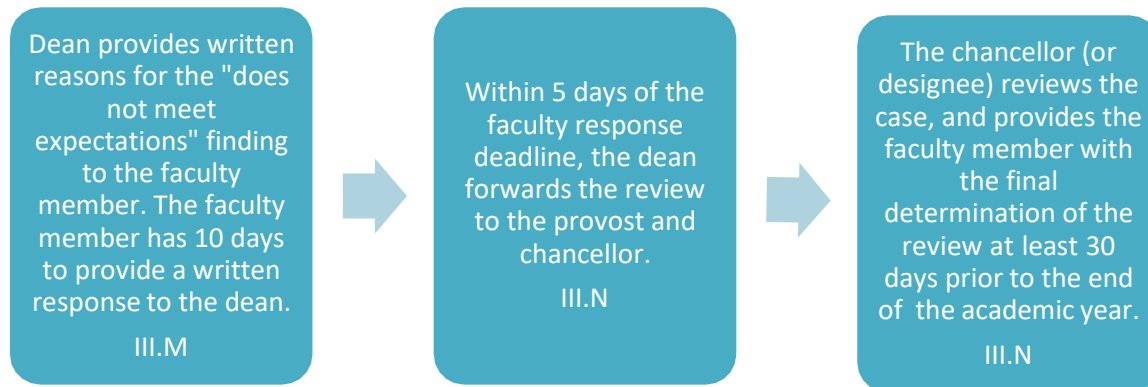 Dean provides written
reasons for the "does
not meet
expectations" finding
to the faculty
member. The faculty
member has 10 days
to provide a written
response to the dean.
III.M
Within 5 days of the
faculty response
deadline, the dean
forwards the review
to the provost and
chancellor.
III.N
The chancellor (or
designee) reviews the
case, and provides the
faculty member with
the final
determination of the
review at least 30
days prior to the end
of the academic year.
III.N